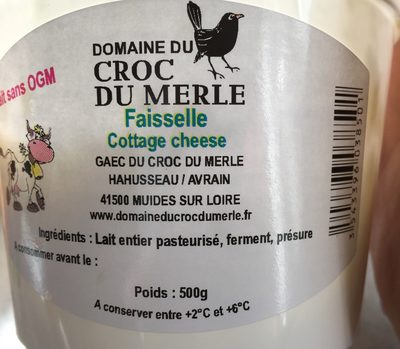 DOMAINE DU
CROC
DU MERLE
ait sans OGM
Faisselle
Cottage cheese
GAEC DU CROC DU MERLE
HAHUSSEAU / AVRAIN
41500 MUIDES SUR LOIRE
www.domaineducrocdumerle.fr
Ingrédients : Lait entier pasteurisé, ferment, présure
A consommer avant le :
Poids : 500g
A conserver entre +2°C et +6°C
3543396038501